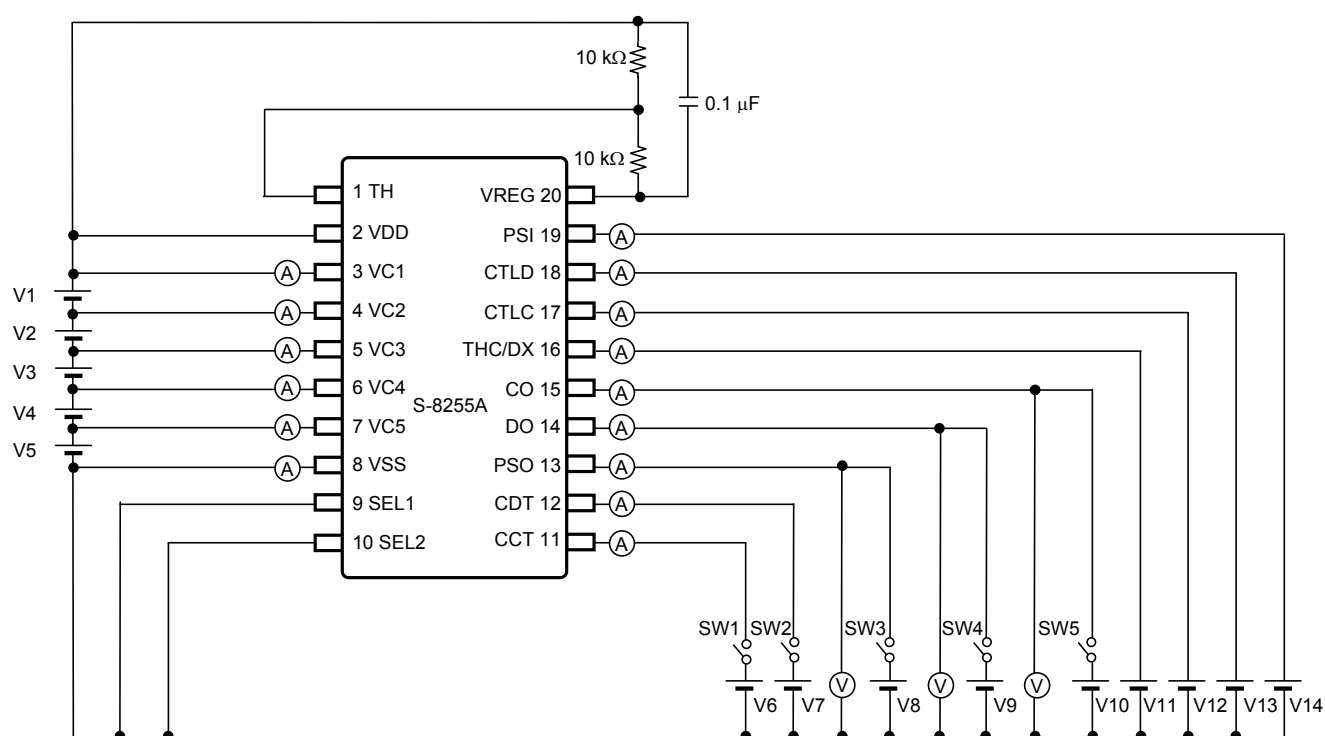 10 kΩ
0.1 μF
10 kΩ
1 TH
VREG 20
2 VDD
PSI 19
A
A
3 VC1
CTLD 18
A
V1
A
4 VC2
CTLC 17
A
V2
A
5 VC3
THC/DX 16
A
V3
A
6 VC4
CO 15
A
S-8255A
V4
A
7 VC5
DO 14
A
V5
A
8 VSS
PSO 13
A
9 SEL1
CDT 12
A
10 SEL2
CCT 11
A
SW1
SW2
SW3
SW4
SW5
V
V
V
V6
V7
V8
V9
V10
V11
V12
V13
V14